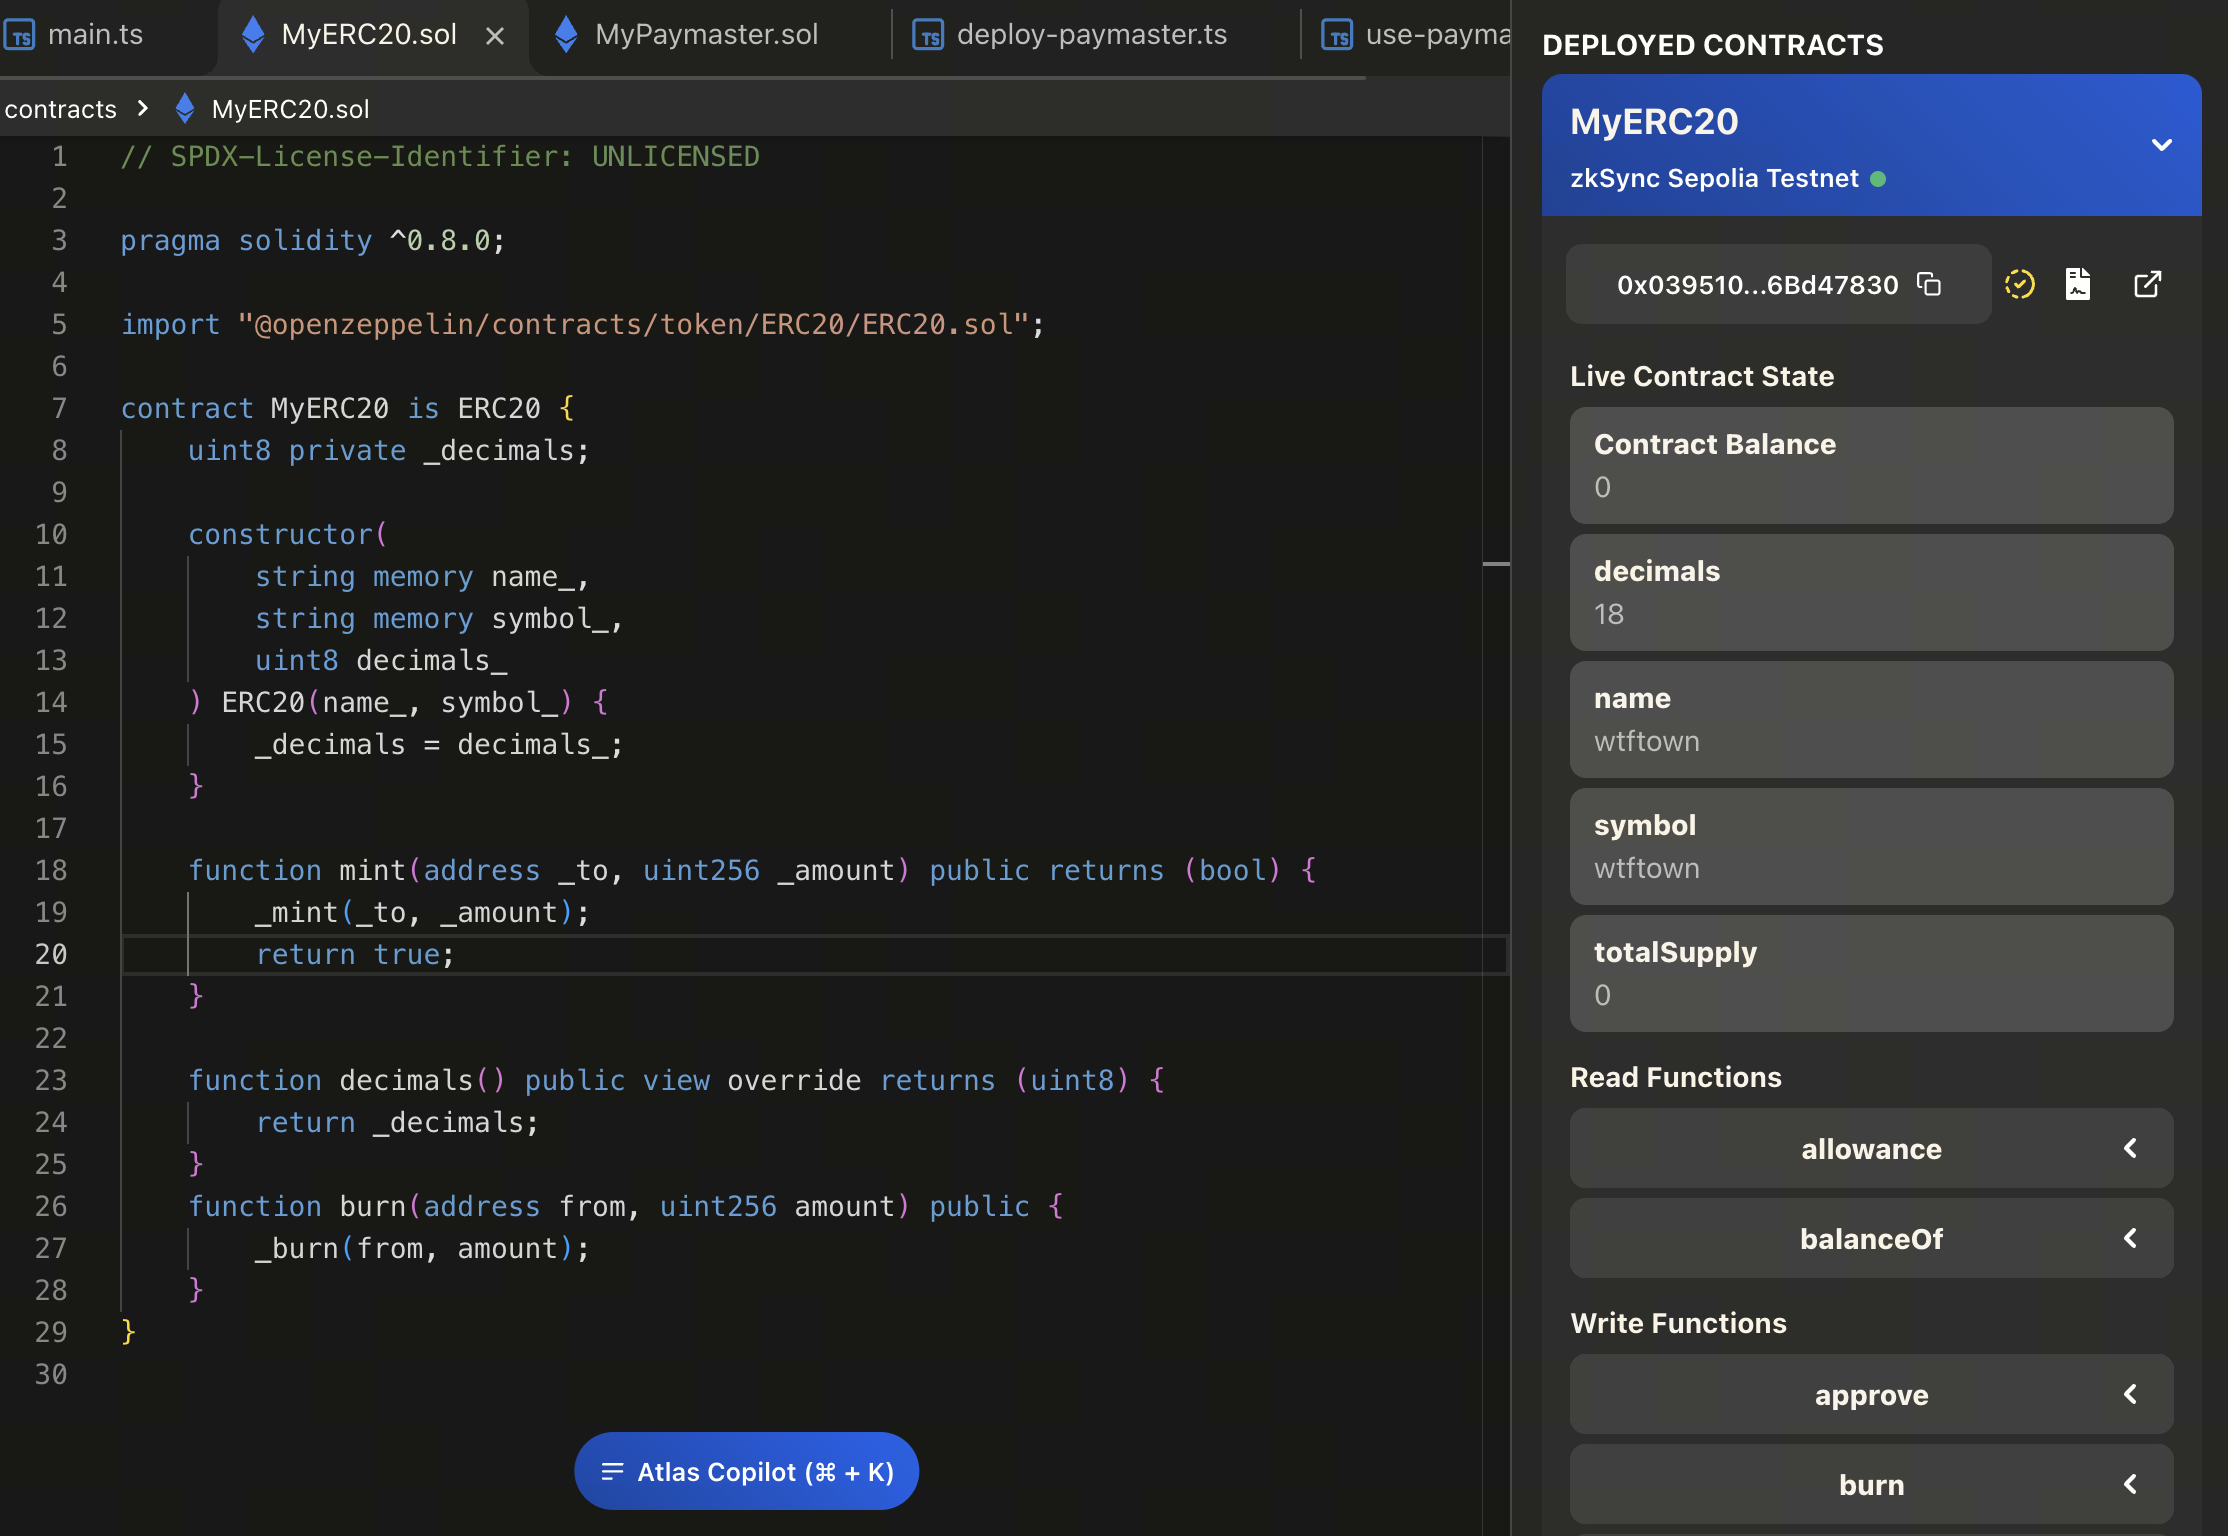 main.ts
MyERC20.sol
MyPaymaster.sol
deploy-paymaster.ts
use-payma
contracts > MyERC20.sol
1 // SPDX-License-Identifier: UNLICENSED
2
3 pragma solidity ^0.8.0;
4
5 import "@openzeppelin/contracts/token/ERC20/ERC20.sol";
6
7 contract MyERC20 is ERC20 {
8     uint8 private _decimals;
9
10     constructor(
11         string memory name_,
12         string memory symbol_,
13         uint8 decimals_
14     ) ERC20(name_, symbol_) {
15         _decimals = decimals_;
16     }
17
18     function mint(address _to, uint256 _amount) public returns (bool) {
19         _mint(_to, _amount);
20         return true;
21     }
22
23     function decimals() public view override returns (uint8) {
24         return _decimals;
25     }
26     function burn(address from, uint256 amount) public {
27         _burn(from, amount);
28     }
29 }
30
Atlas Copilot (⌘ + K)
DEPLOYED CONTRACTS
MyERC20
zkSync Sepolia Testnet
0x039510...6Bd47830
Live Contract State
Contract Balance
0
decimals
18
name
wtftown
symbol
wtftown
totalSupply
0
Read Functions
allowance
balanceOf
Write Functions
approve
burn